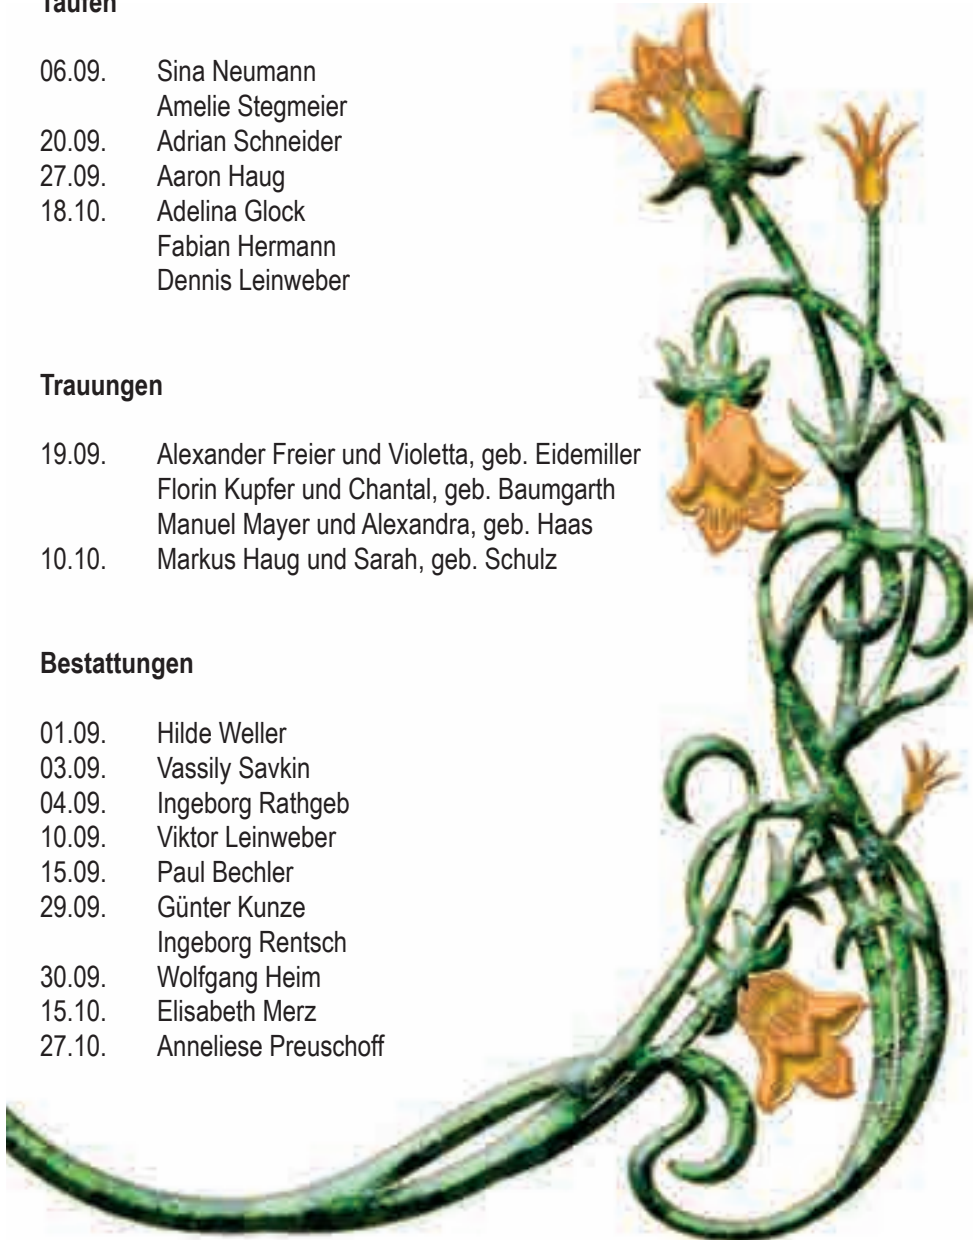 Taufen
06.09. Sina Neumann
Amelie Stegmeier
20.09. Adrian Schneider
27.09. Aaron Haug
18.10. Adelina Glock
Fabian Hermann
Dennis Leinweber
Trauungen
19.09. Alexander Freier und Violetta, geb. Eidemiller
Florin Kupfer und Chantal, geb. Baumgarth
Manuel Mayer und Alexandra, geb. Haas
10.10. Markus Haug und Sarah, geb. Schulz
Bestattungen
01.09. Hilde Weller
03.09. Vassily Savkin
04.09. Ingeborg Rathgeb
10.09. Viktor Leinweber
15.09. Paul Bechler
29.09. Günter Kunze
Ingeborg Rentsch
30.09. Wolfgang Heim
15.10. Elisabeth Merz
27.10. Anneliese Preuschoff